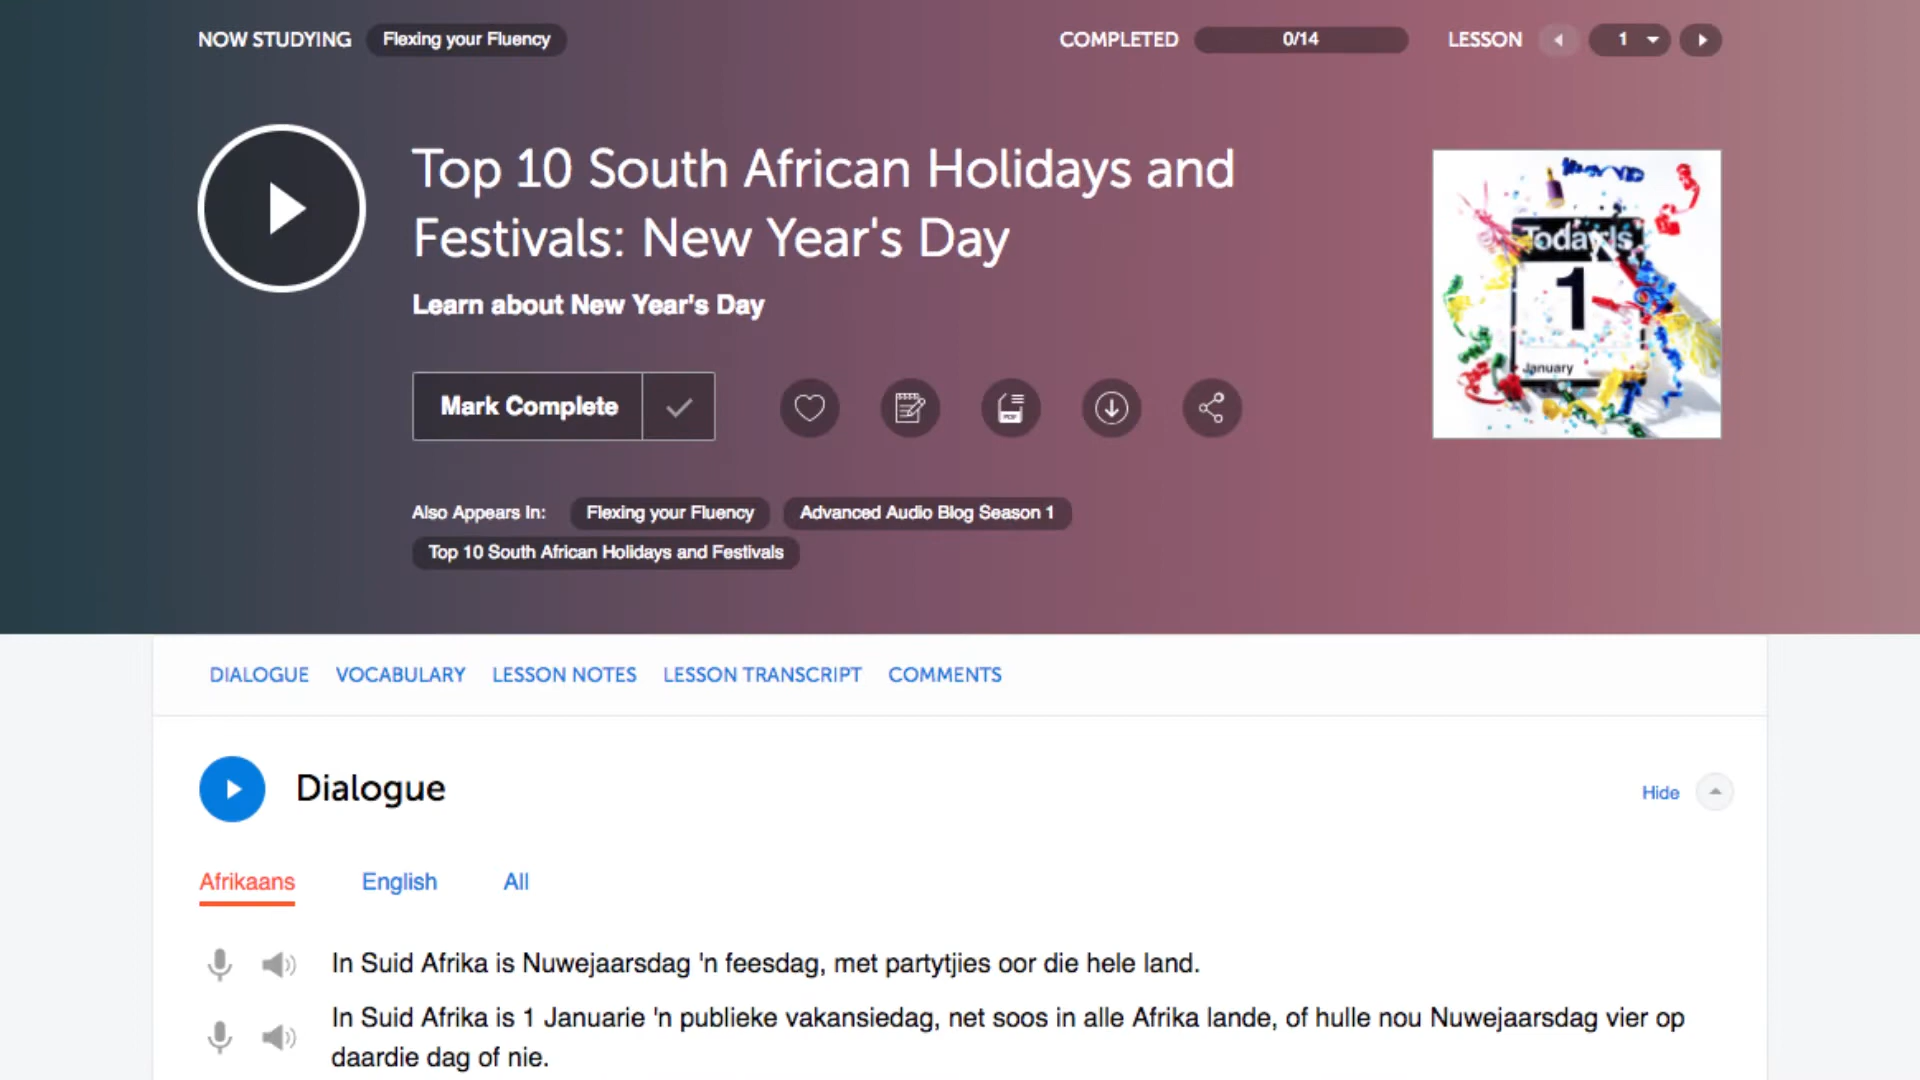 NOW STUDYING Flexing your Fluency COMPLETED 0/14 LESSON 1
Top 10 South African Holidays and
Festivals: New Year's Day
Learn about New Year's Day
Today is
1
January
Mark Complete
PDF
Also Appears In: Flexing your Fluency Advanced Audio Blog Season 1
Top 10 South African Holidays and Festivals
DIALOGUE VOCABULARY LESSON NOTES LESSON TRANSCRIPT COMMENTS
Dialogue Hide
Afrikaans English All
In Suid Afrika is Nuwejaarsdag 'n feesdag, met partytjies oor die hele land.
In Suid Afrika is 1 Januarie 'n publieke vakansiedag, net soos in alle Afrika lande, of hulle nou Nuwejaarsdag vier op
daardie dag of nie.